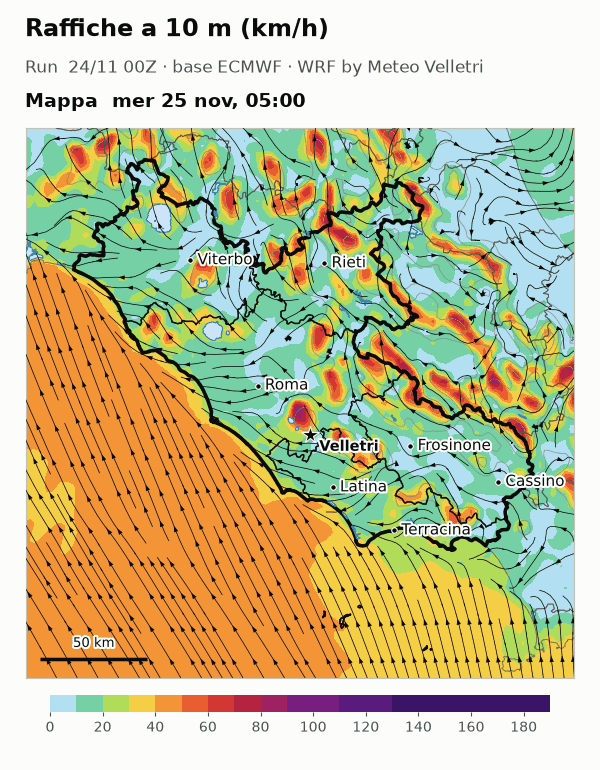 Raffiche a 10 m (km/h)
Run  24/11 00Z · base ECMWF · WRF by Meteo Velletri
Mappa  mer 25 nov, 05:00
Viterbo
Rieti
Roma
Velletri
Frosinone
Latina
Cassino
Terracina
50 km
0 20 40 60 80 100 120 140 160 180